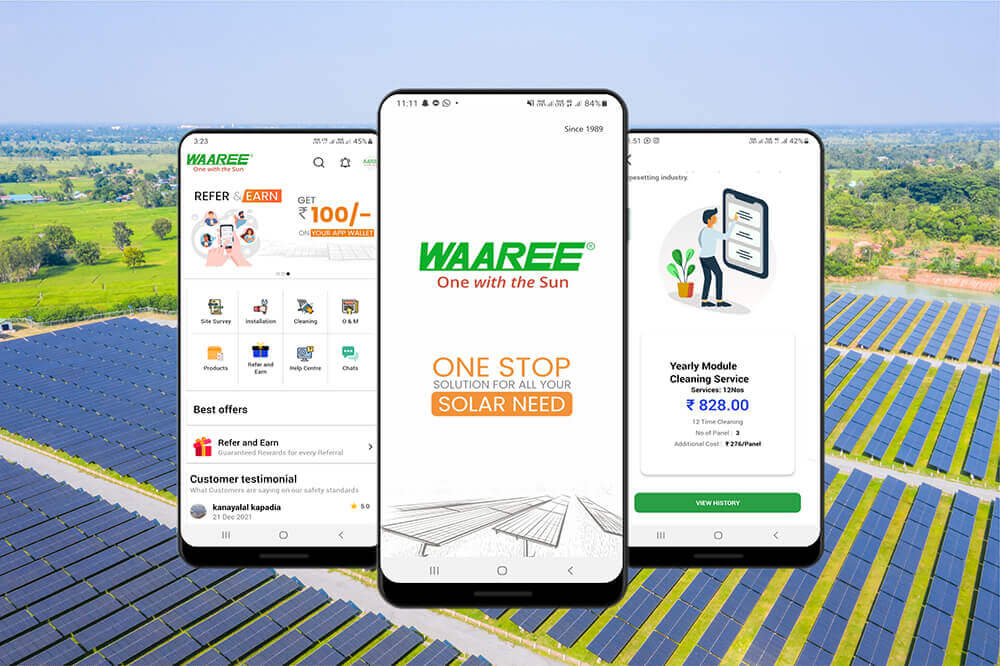 3:23
45%
WAAREE®
One with the Sun
REFER & EARN
GET
₹ 100/-
ON YOUR APP WALLET
Site Survey
Installation
Cleaning
O & M
Products
Refer and
Earn
Help Centre
Chats
Best offers
Refer and Earn
Guaranteed Rewards for every Referral
Customer testimonial
What Customers are saying on our safety standards
kanayalal kapadia
5.0
21 Dec 2021
11:11
84%
Since 1989
WAAREE®
One with the Sun
ONE STOP
SOLUTION FOR ALL YOUR
SOLAR NEED
:51
42%
pesetting industry.
Yearly Module
Cleaning Service
Services: 12Nos
₹ 828.00
12 Time Cleaning
No of Panel : 3
Additional Cost : ₹ 276/Panel
VIEW HISTORY